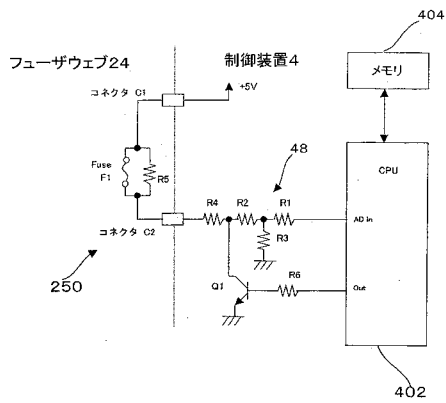 404
フューザウェブ24
制御装置4
メモリ
コネクタ C1
+5V
48
CPU
Fuse
F1
R5
R4
R2
R1
AD in
コネクタ C2
R3
250
R6
Q1
Out
402